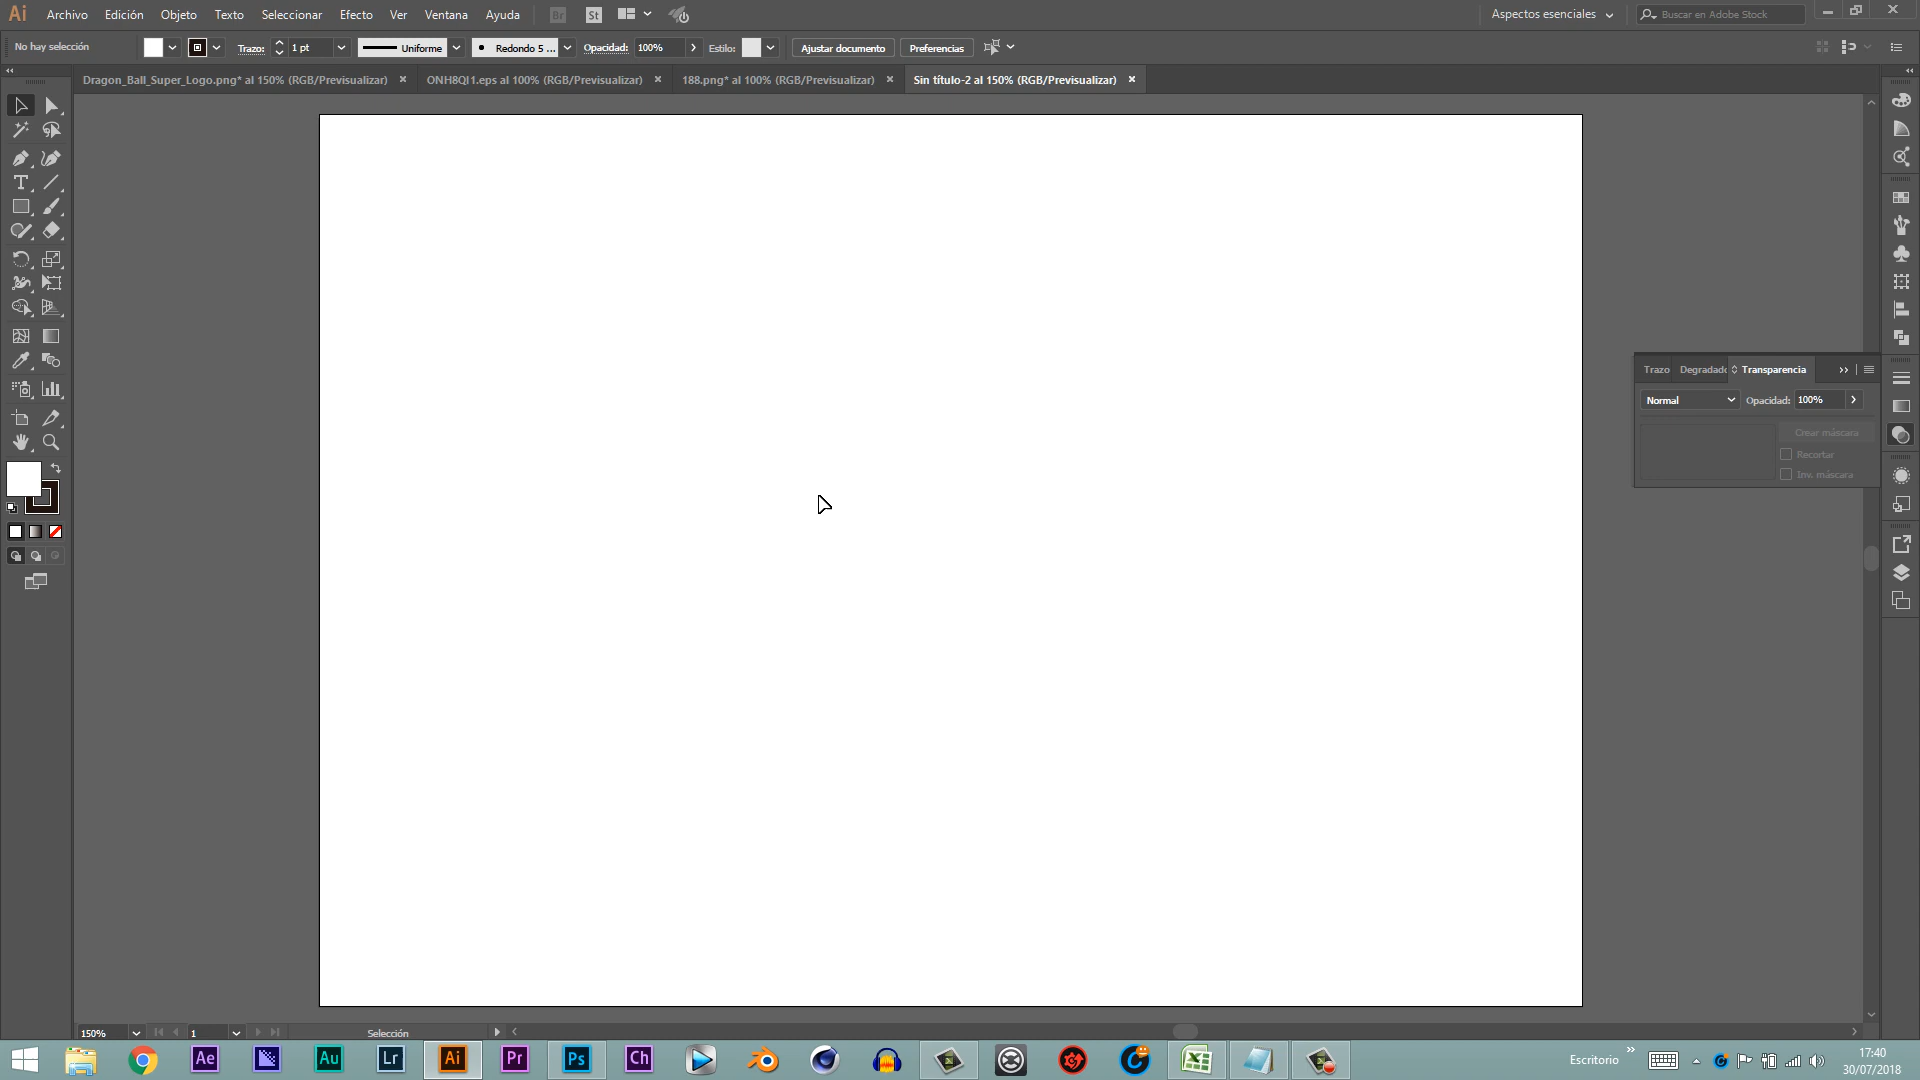 Ai Archivo Edición Objeto Texto Seleccionar Efecto Ver Ventana Ayuda Br St Aspectos esenciales Buscar en Adobe Stock
No hay selección Trazo: 1 pt Uniforme Redondo 5 ... Opacidad: 100% Estilo: Ajustar documento Preferencias
Dragon_Ball_Super_Logo.png* al 150% (RGB/Previsualizar) ONH8QI1.eps al 100% (RGB/Previsualizar) 188.png* al 100% (RGB/Previsualizar) Sin título-2 al 150% (RGB/Previsualizar)
Trazo Degradado Transparencia
Normal Opacidad: 100%
Crear máscara
Recortar
Inv. máscara
150% 1 Selección
Ae Au Lr Ai Pr Ps Ch Escritorio 17:40
30/07/2018